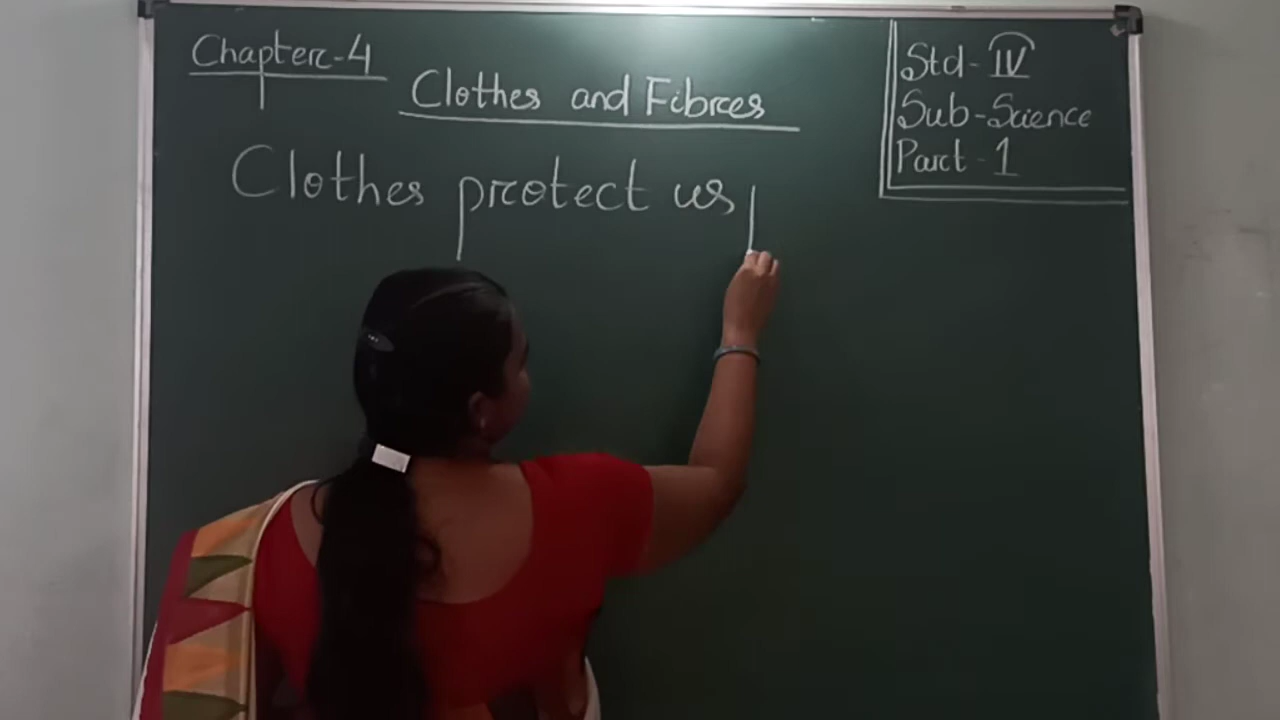 Chapter-4
Clothes and Fibres
Std-IV
Sub-Science
Part-1
Clothes protect us